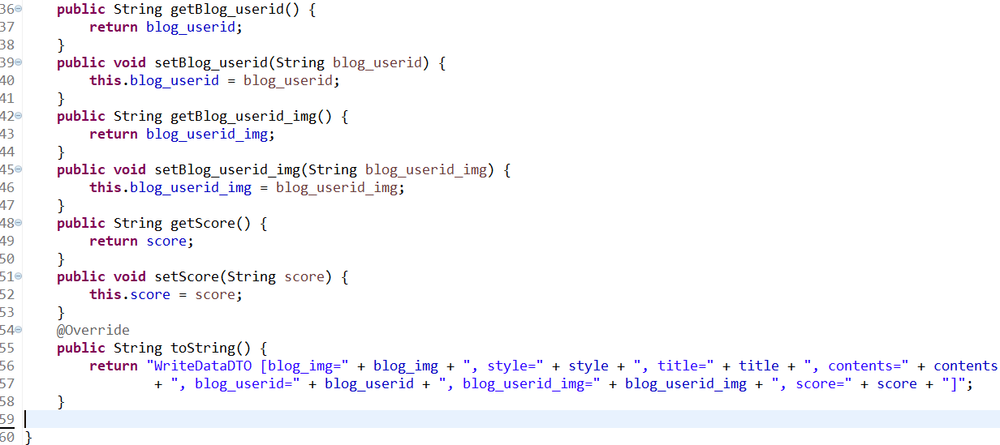 36 public String getBlog_userid() {
37 return blog_userid;
38 }
39 public void setBlog_userid(String blog_userid) {
40 this.blog_userid = blog_userid;
41 }
42 public String getBlog_userid_img() {
43 return blog_userid_img;
44 }
45 public void setBlog_userid_img(String blog_userid_img) {
46 this.blog_userid_img = blog_userid_img;
47 }
48 public String getScore() {
49 return score;
50 }
51 public void setScore(String score) {
52 this.score = score;
53 }
54 @Override
55 public String toString() {
56 return "WriteDataDTO [blog_img=" + blog_img + ", style=" + style + ", title=" + title + ", contents=" + contents
57 + ", blog_userid=" + blog_userid + ", blog_userid_img=" + blog_userid_img + ", score=" + score + "]";
58 }
59
60 }